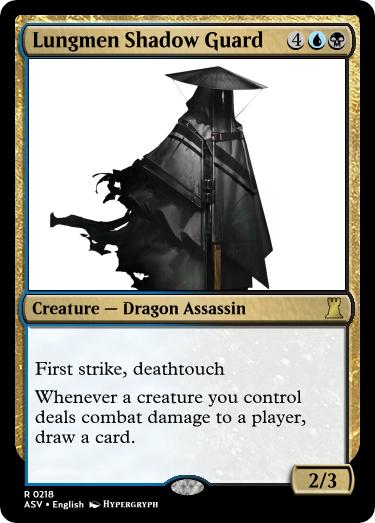 Lungmen Shadow Guard 4
Creature — Dragon Assassin
First strike, deathtouch
Whenever a creature you control
deals combat damage to a player,
draw a card.
2/3
R 0218
ASV • English HYPERGRYPH